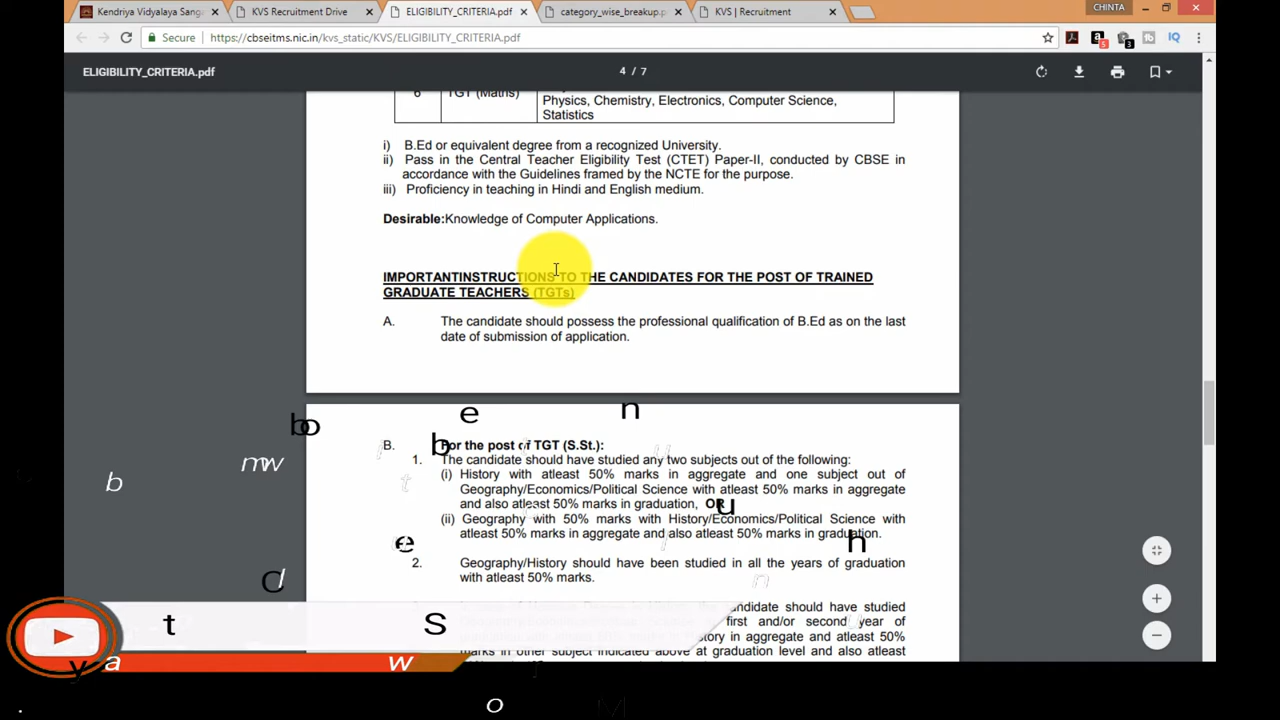 Kendriya Vidyalaya Sang
KVS Recruitment Drive
ELIGIBILITY_CRITERIA.pdf
category_wise_breakup.p
KVS | Recruitment
CHINTA
Secure
https://cbseitms.nic.in/kvs_static/KVS/ELIGIBILITY_CRITERIA.pdf
ELIGIBILITY_CRITERIA.pdf
4 / 7
6 TGT (Maths)
Physics, Chemistry, Electronics, Computer Science,
Statistics
i) B.Ed or equivalent degree from a recognized University.
ii) Pass in the Central Teacher Eligibility Test (CTET) Paper-II, conducted by CBSE in
accordance with the Guidelines framed by the NCTE for the purpose.
iii) Proficiency in teaching in Hindi and English medium.
Desirable:Knowledge of Computer Applications.
IMPORTANTINSTRUCTIONS TO THE CANDIDATES FOR THE POST OF TRAINED
GRADUATE TEACHERS (TGTs)
A. The candidate should possess the professional qualification of B.Ed as on the last
date of submission of application.
B. For the post of TGT (S.St.):
1. The candidate should have studied any two subjects out of the following:
(i) History with atleast 50% marks in aggregate and one subject out of
Geography/Economics/Political Science with atleast 50% marks in aggregate
and also atleast 50% marks in graduation, OR
(ii) Geography with 50% marks with History/Economics/Political Science with
atleast 50% marks in aggregate and also atleast 50% marks in graduation.
2. Geography/History should have been studied in all the years of graduation
with atleast 50% marks.
candidate should have studied
first and/or second year of
in aggregate and atleast 50%
marks in other subject indicated above at graduation level and also atleast